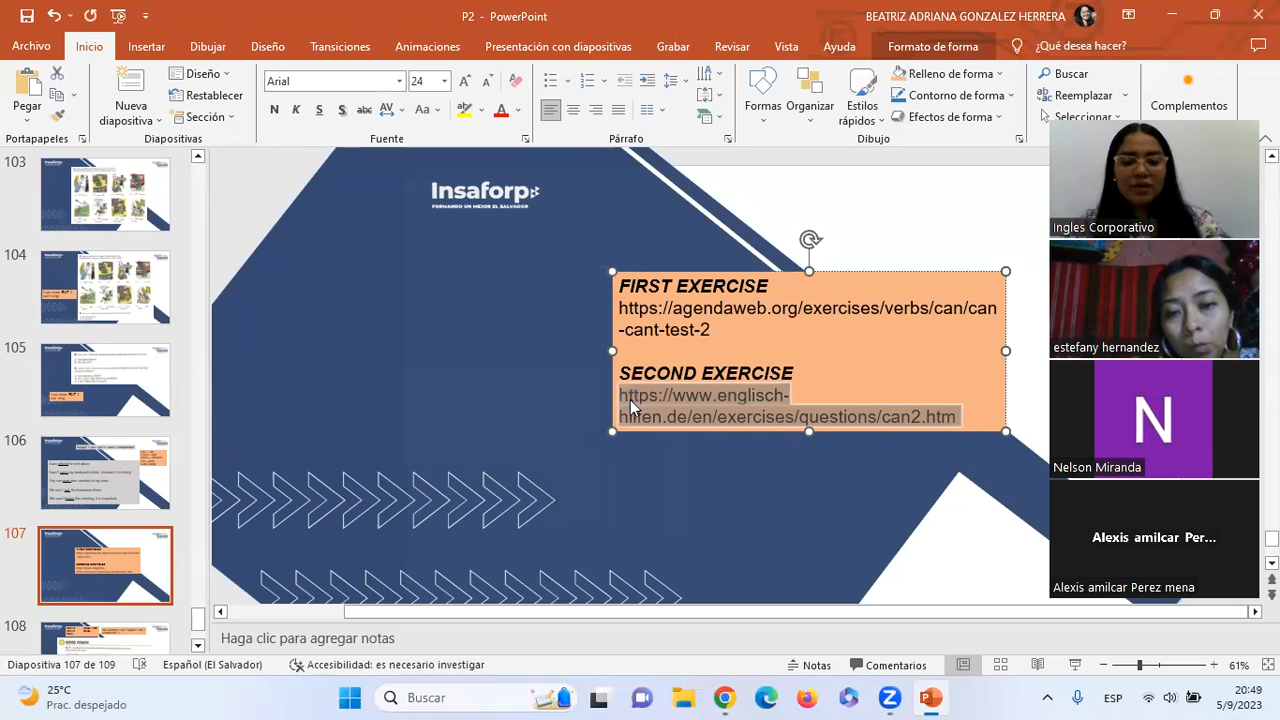 P2 - PowerPoint
BEATRIZ ADRIANA GONZALEZ HERRERA
Archivo Inicio Insertar Dibujar Diseño Transiciones Animaciones Presentación con diapositivas Grabar Revisar Vista Ayuda Formato de forma ¿Qué desea hacer?
Pegar
Portapapeles
Nueva diapositiva
Diseño
Restablecer
Sección
Diapositivas
Arial 24
N K S S abc AV Aa A
Fuente
Párrafo
Formas
Organizar
Estilos rápidos
Relleno de forma
Contorno de forma
Efectos de forma
Dibujo
Buscar
Reemplazar
Seleccionar
Complementos
103
104
105
106
107
108
Insaforp
FORMANDO UN MEJOR EL SALVADOR
FIRST EXERCISE
https://agendaweb.org/exercises/verbs/can/can
-cant-test-2
SECOND EXERCISE
https://www.englisch-
hilfen.de/en/exercises/questions/can2.htm
Ingles Corporativo
estefany hernandez
N
Nelson Miranda
Alexis amilcar Per...
Alexis amilcar Perez mena
Haga clic para agregar notas
Diapositiva 107 de 109
Español (El Salvador)
Accesibilidad: es necesario investigar
Notas
Comentarios
61%
25°C
Prac. despejado
Buscar
ESP
20:49
5/9/2023